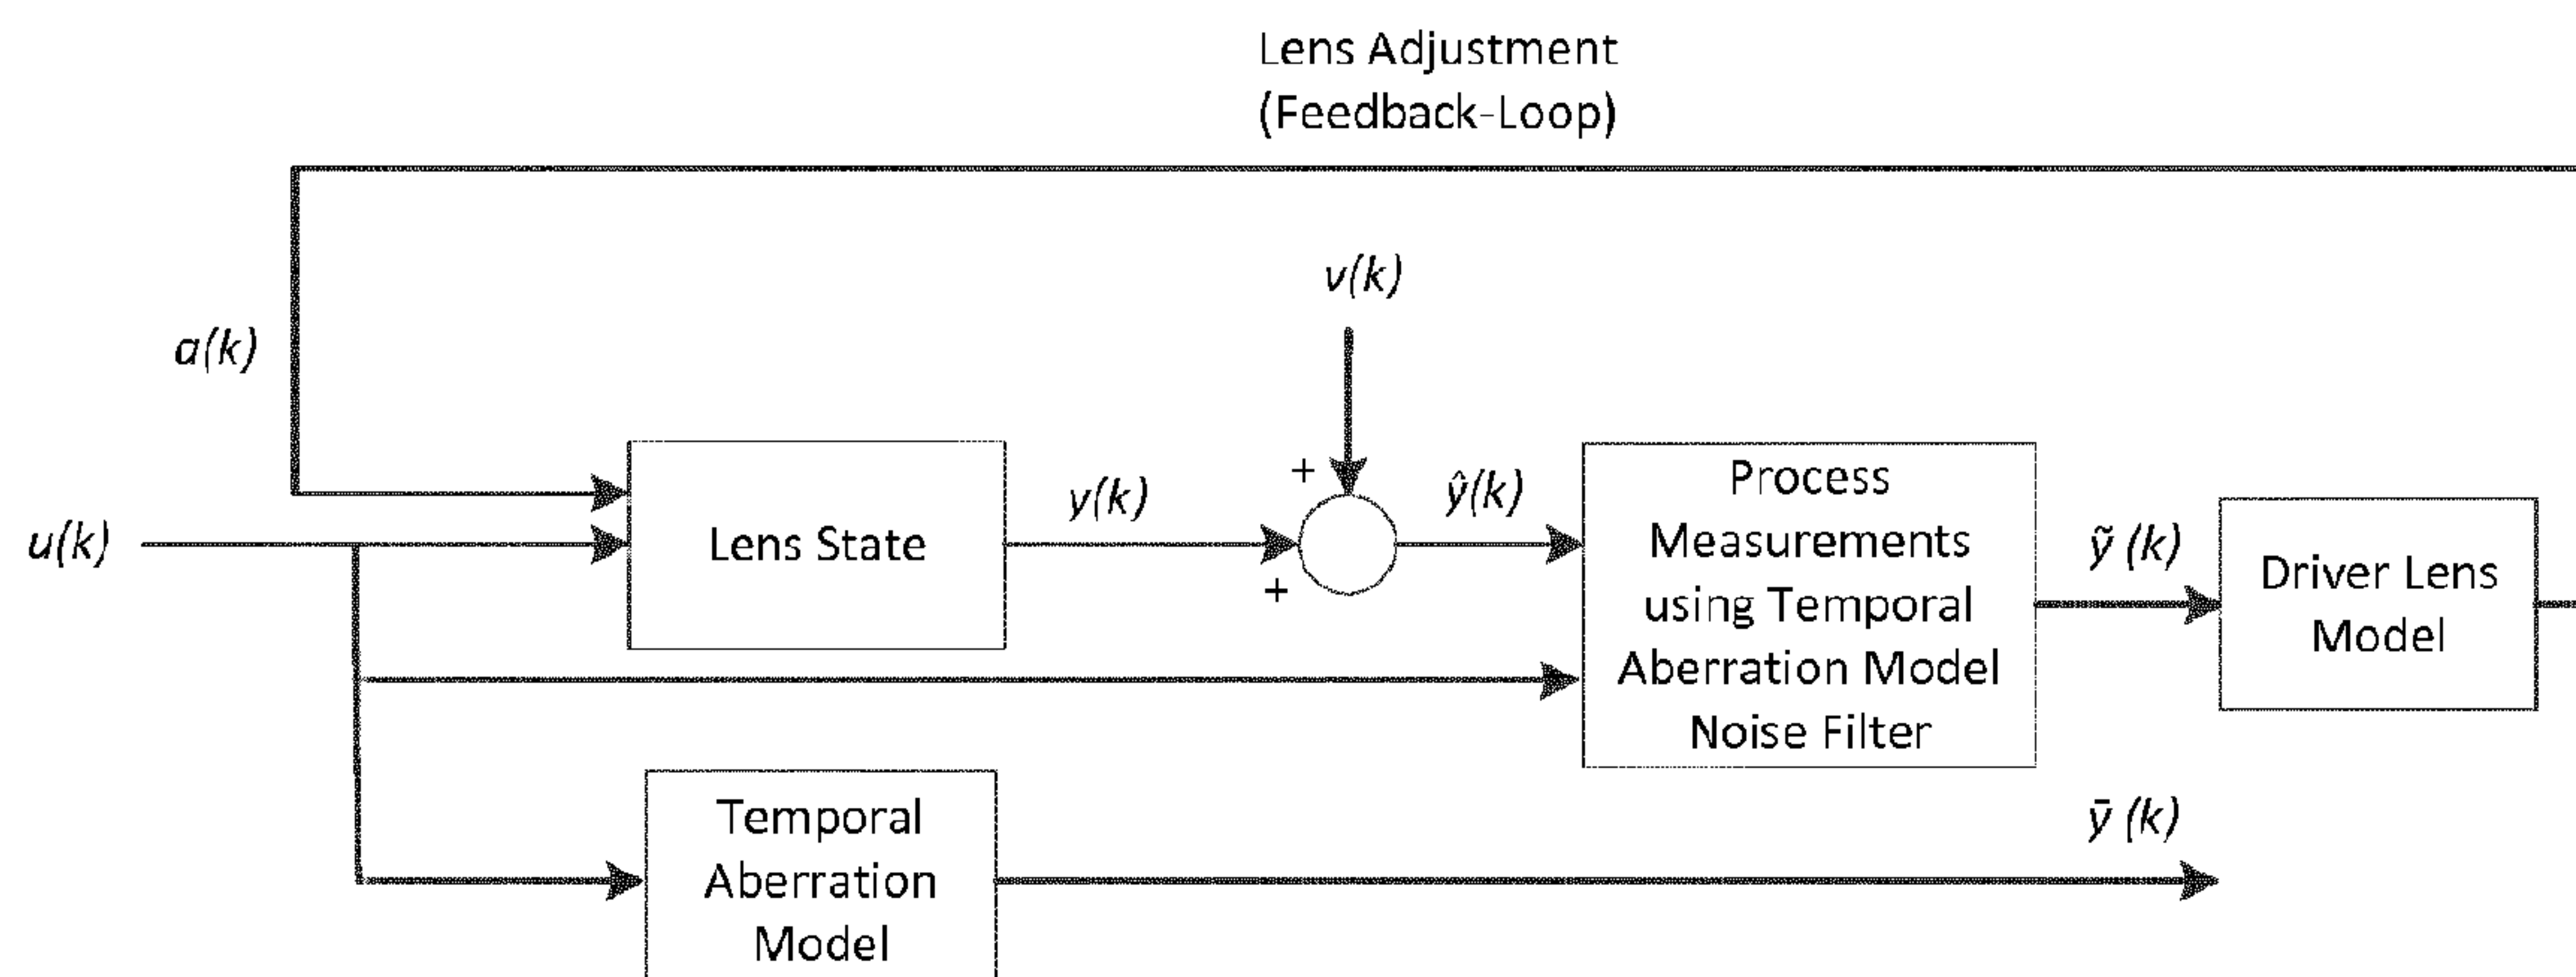 Lens Adjustment
(Feedback-Loop)
v(k)
a(k)
+
y(k)
ŷ(k)
u(k)
Lens State
+
Process
Measurements
using Temporal
Aberration Model
Noise Filter
ỹ (k)
Driver Lens
Model
Temporal
Aberration
Model
ȳ (k)